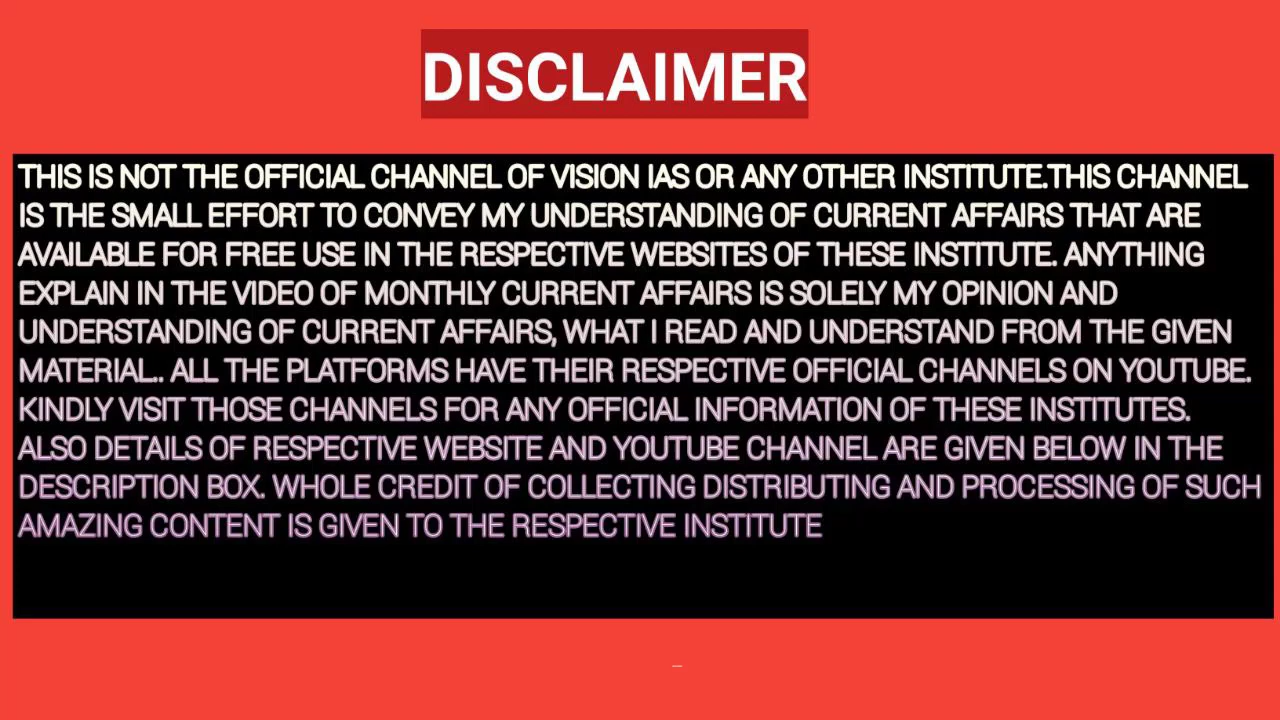 DISCLAIMER
THIS IS NOT THE OFFICIAL CHANNEL OF VISION IAS OR ANY OTHER INSTITUTE.THIS CHANNEL
IS THE SMALL EFFORT TO CONVEY MY UNDERSTANDING OF CURRENT AFFAIRS THAT ARE
AVAILABLE FOR FREE USE IN THE RESPECTIVE WEBSITES OF THESE INSTITUTE. ANYTHING
EXPLAIN IN THE VIDEO OF MONTHLY CURRENT AFFAIRS IS SOLELY MY OPINION AND
UNDERSTANDING OF CURRENT AFFAIRS, WHAT I READ AND UNDERSTAND FROM THE GIVEN
MATERIAL.. ALL THE PLATFORMS HAVE THEIR RESPECTIVE OFFICIAL CHANNELS ON YOUTUBE.
KINDLY VISIT THOSE CHANNELS FOR ANY OFFICIAL INFORMATION OF THESE INSTITUTES.
ALSO DETAILS OF RESPECTIVE WEBSITE AND YOUTUBE CHANNEL ARE GIVEN BELOW IN THE
DESCRIPTION BOX. WHOLE CREDIT OF COLLECTING DISTRIBUTING AND PROCESSING OF SUCH
AMAZING CONTENT IS GIVEN TO THE RESPECTIVE INSTITUTE